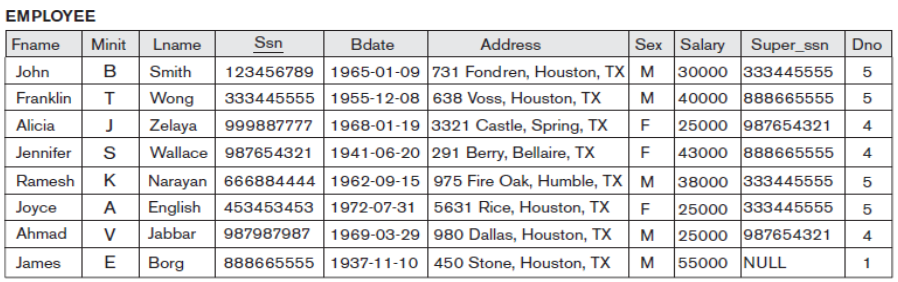 EMPLOYEE
Fname Minit Lname Ssn Bdate Address Sex Salary Super_ssn Dno
John B Smith 123456789 1965-01-09 731 Fondren, Houston, TX M 30000 333445555 5
Franklin T Wong 333445555 1955-12-08 638 Voss, Houston, TX M 40000 888665555 5
Alicia J Zelaya 999887777 1968-01-19 3321 Castle, Spring, TX F 25000 987654321 4
Jennifer S Wallace 987654321 1941-06-20 291 Berry, Bellaire, TX F 43000 888665555 4
Ramesh K Narayan 666884444 1962-09-15 975 Fire Oak, Humble, TX M 38000 333445555 5
Joyce A English 453453453 1972-07-31 5631 Rice, Houston, TX F 25000 333445555 5
Ahmad V Jabbar 987987987 1969-03-29 980 Dallas, Houston, TX M 25000 987654321 4
James E Borg 888665555 1937-11-10 450 Stone, Houston, TX M 55000 NULL 1